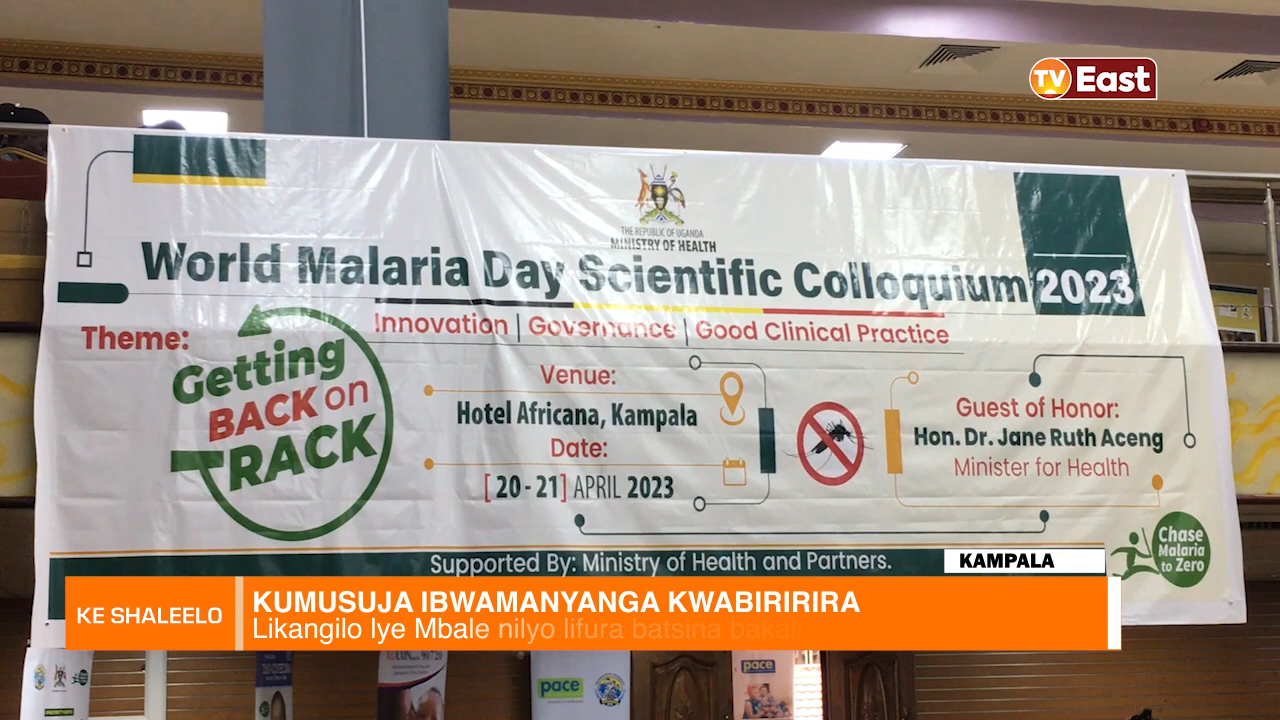 TV East
THE REPUBLIC OF UGANDA
MINISTRY OF HEALTH
World Malaria Day Scientific Colloquium 2023
Innovation | Governance | Good Clinical Practice
Theme:
Getting
BACK on
TRACK
Venue:
Hotel Africana, Kampala
Date:
[ 20 - 21] APRIL 2023
Guest of Honor:
Hon. Dr. Jane Ruth Aceng
Minister for Health
Chase
Malaria
to Zero
Supported By: Ministry of Health and Partners.
KAMPALA
KE SHALEELO
KUMUSUJA IBWAMANYANGA KWABIRIRIRA
Likangilo Iye Mbale nilyo lifura batsina
pace
pace